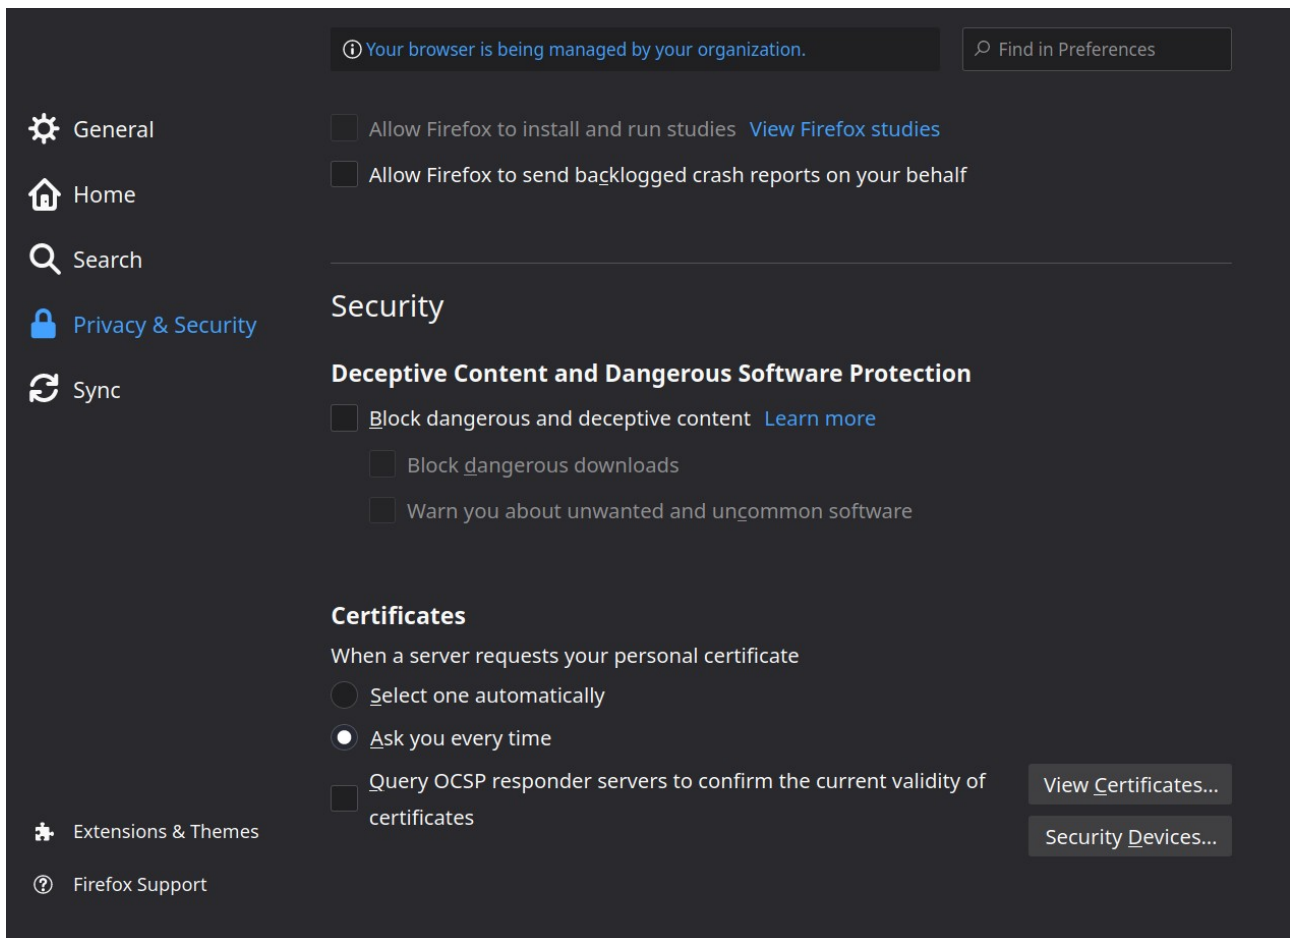 Your browser is being managed by your organization.
Find in Preferences
General
Home
Search
Privacy & Security
Sync
Extensions & Themes
Firefox Support
Allow Firefox to install and run studies View Firefox studies
Allow Firefox to send backlogged crash reports on your behalf
Security
Deceptive Content and Dangerous Software Protection
Block dangerous and deceptive content Learn more
Block dangerous downloads
Warn you about unwanted and uncommon software
Certificates
When a server requests your personal certificate
Select one automatically
Ask you every time
Query OCSP responder servers to confirm the current validity of
certificates
View Certificates...
Security Devices...